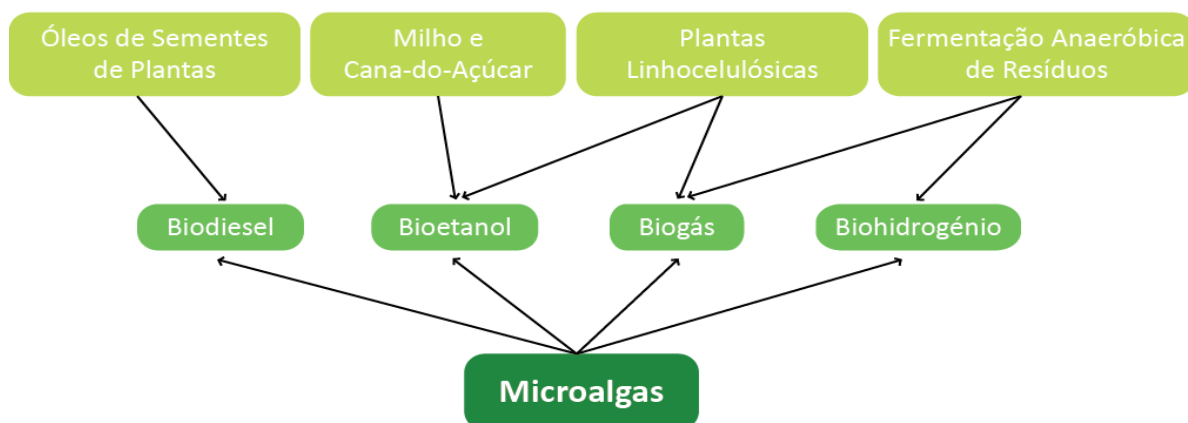 Óleos de Sementes
de Plantas
Milho e
Cana-do-Açúcar
Plantas
Linhocelulósicas
Fermentação Anaeróbica
de Resíduos
Biodiesel
Bioetanol
Biogás
Biohidrogénio
Microalgas